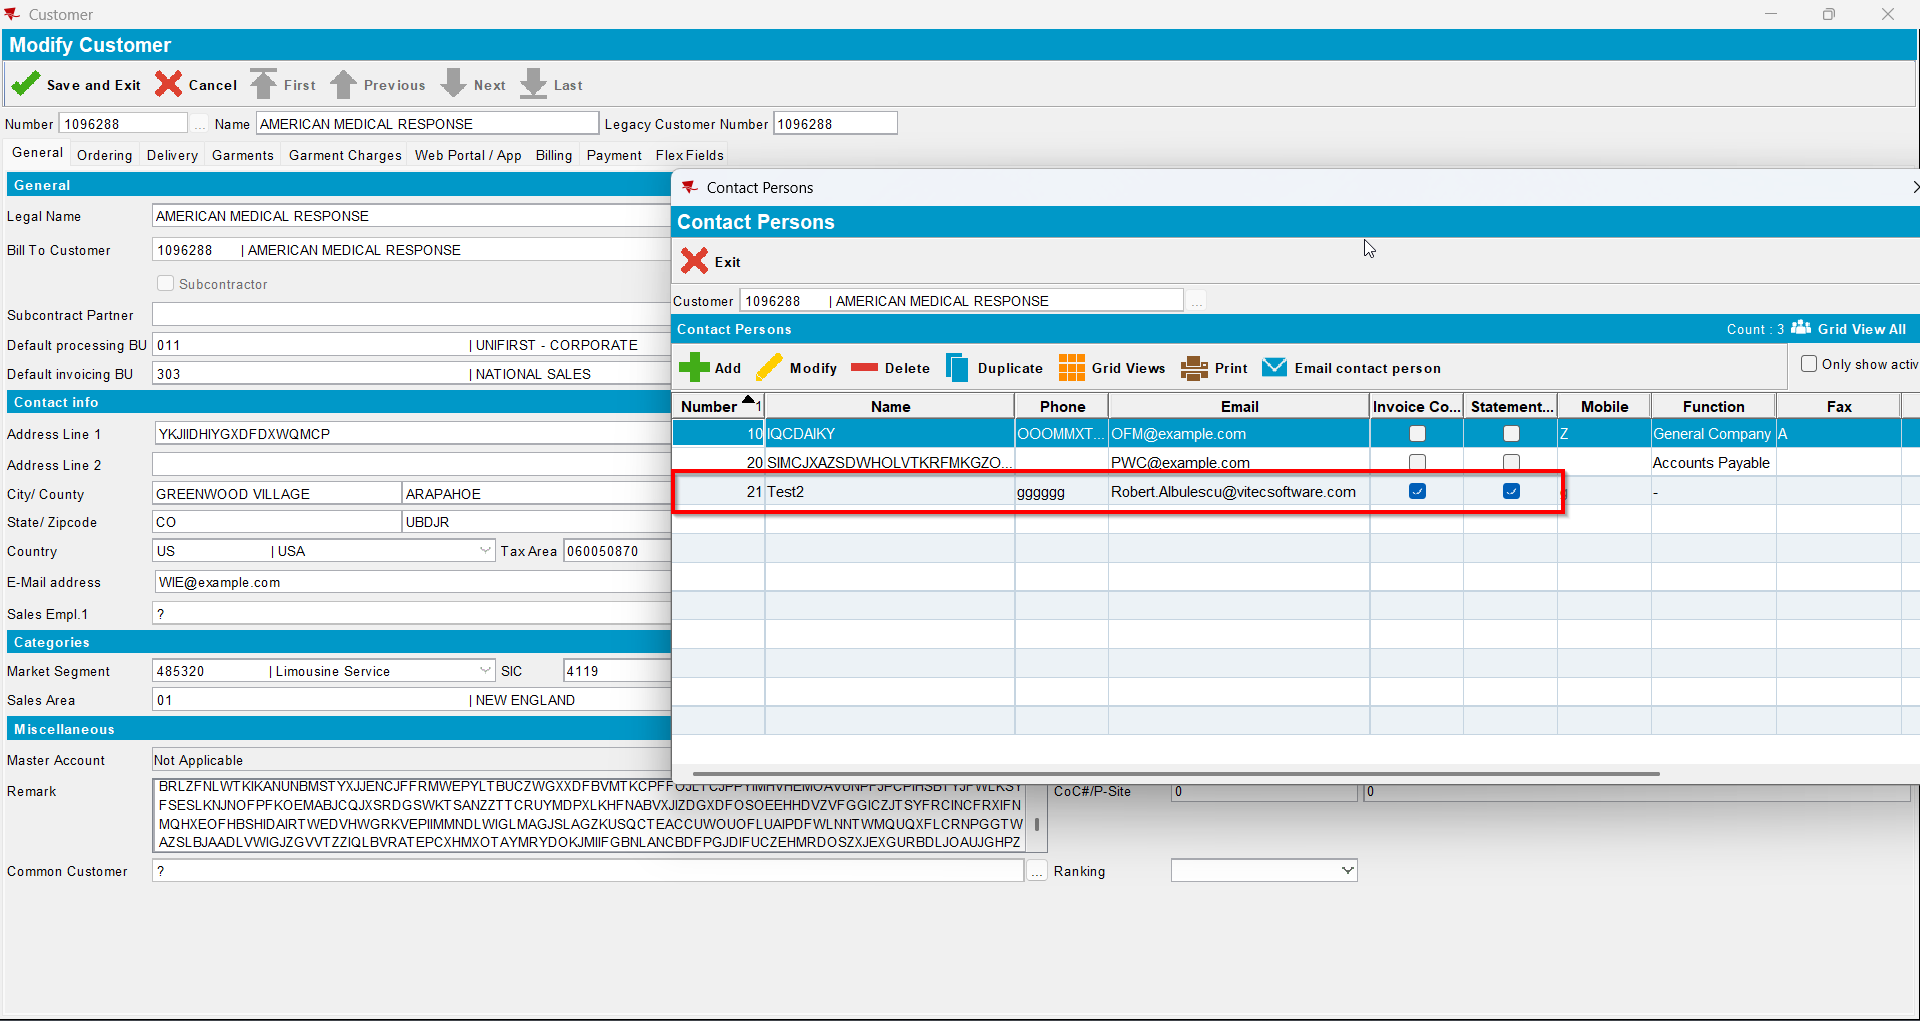 Customer
Modify Customer
Save and Exit Cancel First Previous Next Last
Number 1096288 ... Name AMERICAN MEDICAL RESPONSE Legacy Customer Number 1096288
General Ordering Delivery Garments Garment Charges Web Portal / App Billing Payment Flex Fields
General
Legal Name AMERICAN MEDICAL RESPONSE
Bill To Customer 1096288 | AMERICAN MEDICAL RESPONSE
Subcontractor
Subcontract Partner
Default processing BU 011 | UNIFIRST - CORPORATE
Default invoicing BU 303 | NATIONAL SALES
Contact info
Address Line 1 YKJIIDHIYGXDFDXWQMCP
Address Line 2
City/ County GREENWOOD VILLAGE ARAPAHOE
State/ Zipcode CO UBDJR
Country US | USA Tax Area 060050870
E-Mail address WIE@example.com
Sales Empl.1 ?
Categories
Market Segment 485320 | Limousine Service SIC 4119
Sales Area 01 | NEW ENGLAND
Miscellaneous
Master Account Not Applicable
Remark
FSESLKNJNOFPFKOEMABJCQJXSRDGSWKTSANZZTTCRUYMDPXLKHFNABVXJIZDGXDFOSOEEHHDVZVFGGICZJTSYFRCINCFRXIFN
MQHXEOFHBSHIDAIRTWEDVHWGRKVEPIIMMNDLWIGLMAGJSLAGZKUSQCTEACCUWOUOFLUAIPDFWLNNTWMQUQXFLCRNPGGTW
AZSLBJAADLVWIGJZGVVTZZIQLBVRATEPCXHMXOTAYMRYDOKJMIIFGBNLANCBDFPGJDIFUCZEHMRDOSZXJEXGURBDLJOAUJGHPZ
CoC#/P-Site 0 0
Common Customer ? ... Ranking
Contact Persons
Contact Persons
Exit
Customer 1096288 | AMERICAN MEDICAL RESPONSE ...
Contact Persons Count : 3 Grid View All
Add Modify Delete Duplicate Grid Views Print Email contact person Only show activ
Number 1 Name Phone Email Invoice Co... Statement... Mobile Function Fax
10 IQCDAIKY OOOMMXT... OFM@example.com Z General Company A
20 SIMCJXAZSDWHOLVTKRFMKGZO... PWC@example.com Accounts Payable
21 Test2 gggggg Robert.Albulescu@vitecsoftware.com g -